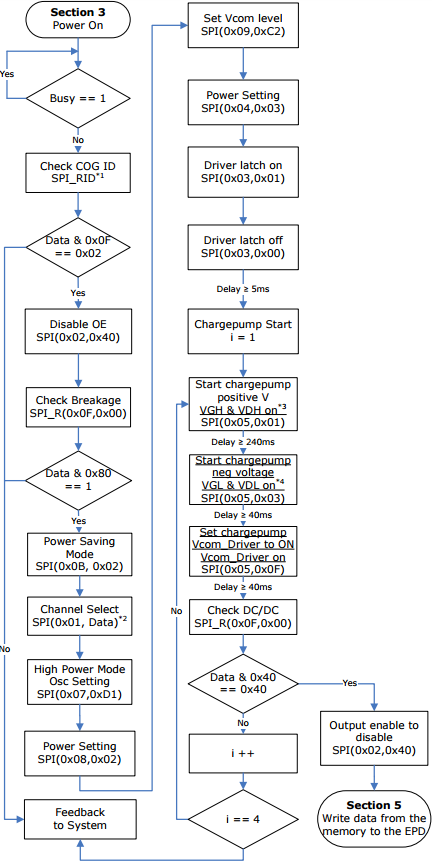 Section 3
Power On
Yes
Busy == 1
No
Check COG ID
SPI_RID*1
Data & 0x0F
== 0x02
Yes
Disable OE
SPI(0x02,0x40)
Check Breakage
SPI_R(0x0F,0x00)
Data & 0x80
== 1
Yes
Power Saving
Mode
SPI(0x0B, 0x02)
Channel Select
SPI(0x01, Data)*2
No
High Power Mode
Osc Setting
SPI(0x07,0xD1)
Power Setting
SPI(0x08,0x02)
Feedback
to System
Set Vcom level
SPI(0x09,0xC2)
Power Setting
SPI(0x04,0x03)
Driver latch on
SPI(0x03,0x01)
Driver latch off
SPI(0x03,0x00)
Delay ≥ 5ms
Chargepump Start
i = 1
Start chargepump
positive V
VGH & VDH on*3
SPI(0x05,0x01)
Delay ≥ 240ms
Start chargepump
neg voltage
VGL & VDL on*4
SPI(0x05,0x03)
Delay ≥ 40ms
Set chargepump
Vcom_Driver to ON
Vcom_Driver on
SPI(0x05,0x0F)
Delay ≥ 40ms
No
Check DC/DC
SPI_R(0x0F,0x00)
Data & 0x40
== 0x40
Yes
No
Output enable to
disable
SPI(0x02,0x40)
i ++
i == 4
Section 5
Write data from the
memory to the EPD